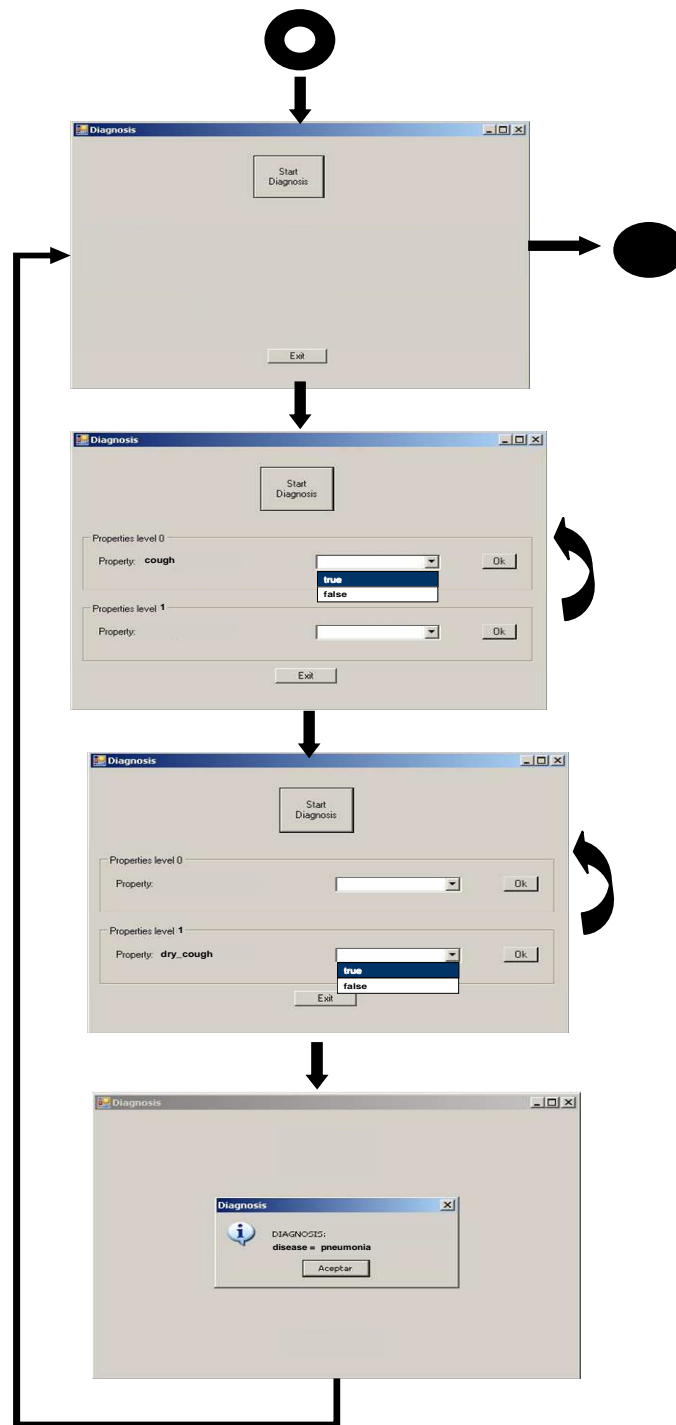 Diagnosis
Start
Diagnosis
Exit
Diagnosis
Start
Diagnosis
Properties level 0
Property: cough
Ok
true
false
Properties level 1
Property:
Ok
Exit
Diagnosis
Start
Diagnosis
Properties level 0
Property:
Ok
Properties level 1
Property: dry_cough
Ok
true
false
Exit
Diagnosis
Diagnosis
DIAGNOSIS:
disease = pneumonia
Aceptar